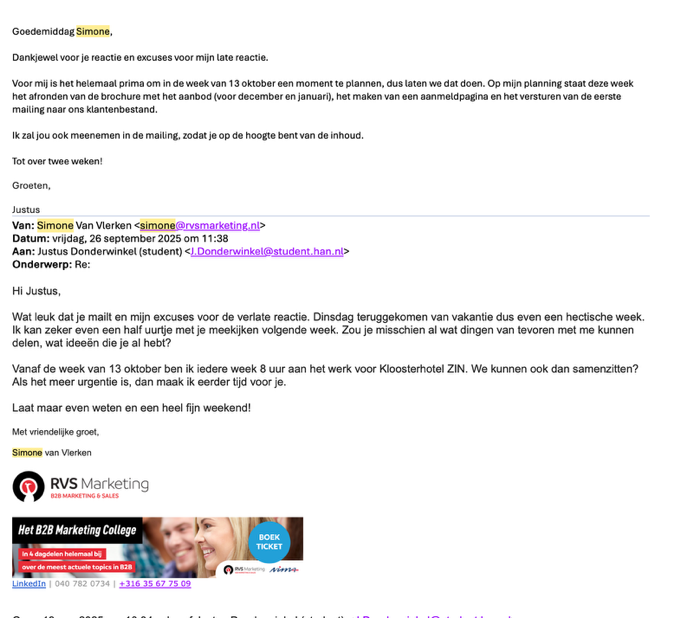 Goedemiddag Simone,
Dankjewel voor je reactie en excuses voor mijn late reactie.
Voor mij is het helemaal prima om in de week van 13 oktober een moment te plannen, dus laten we dat doen. Op mijn planning staat deze week
het afronden van de brochure met het aanbod (voor december en januari), het maken van een aanmeldpagina en het versturen van de eerste
mailing naar ons klantenbestand.
Ik zal jou ook meenemen in de mailing, zodat je op de hoogte bent van de inhoud.
Tot over twee weken!
Groeten,
Justus
Van: Simone Van Vlerken <simone@rvsmarketing.nl>
Datum: vrijdag, 26 september 2025 om 11:38
Aan: Justus Donderwinkel (student) <J.Donderwinkel@student.han.nl>
Onderwerp: Re:
Hi Justus,
Wat leuk dat je mailt en mijn excuses voor de verlate reactie. Dinsdag teruggekomen van vakantie dus even een hectische week.
Ik kan zeker even een half uurtje met je meekijken volgende week. Zou je misschien al wat dingen van tevoren met me kunnen
delen, wat ideeën die je al hebt?
Vanaf de week van 13 oktober ben ik iedere week 8 uur aan het werk voor Kloosterhotel ZIN. We kunnen ook dan samenzitten?
Als het meer urgentie is, dan maak ik eerder tijd voor je.
Laat maar even weten en een heel fijn weekend!
Met vriendelijke groet,
Simone van Vlerken
RVS Marketing
B2B MARKETING & SALES
Het B2B Marketing College
BOEK
TICKET
In 4 dagdelen helemaal bij
over de meest actuele topics in B2B
RVS Marketing nima
LinkedIn | 040 782 0734 | +316 35 67 75 09